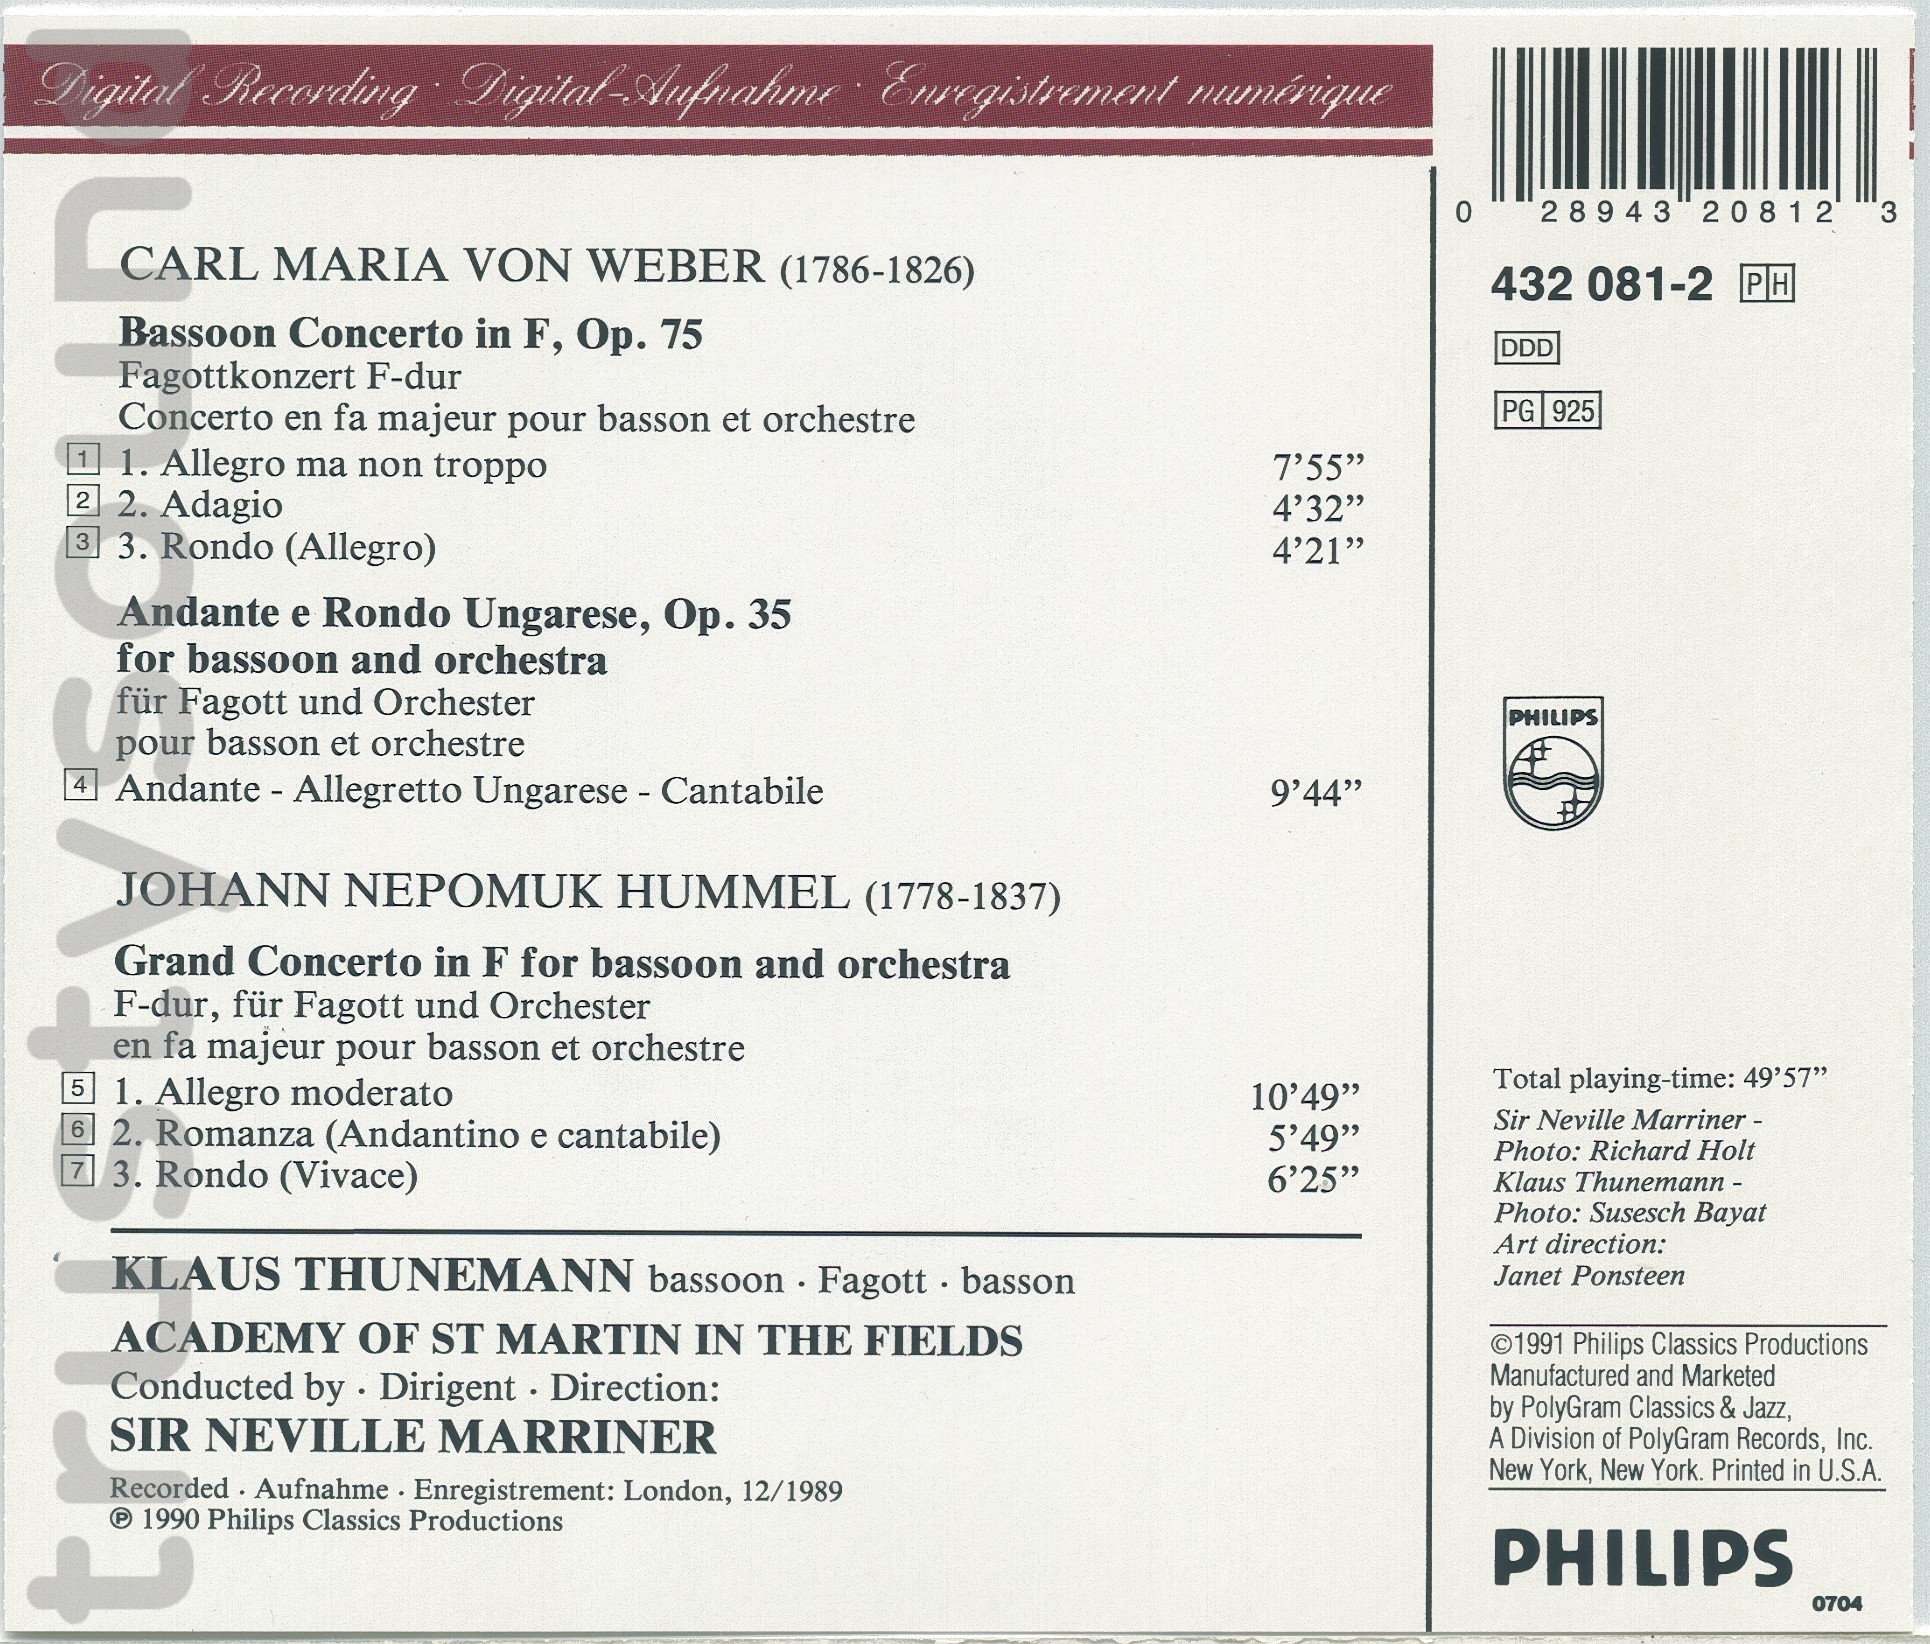 Digital Recording · Digital-Aufnahme · Enregistrement numérique
CARL MARIA VON WEBER (1786-1826)
Bassoon Concerto in F, Op. 75
Fagottkonzert F-dur
Concerto en fa majeur pour basson et orchestre
1 1. Allegro ma non troppo 7’55”
2 2. Adagio 4’32”
3 3. Rondo (Allegro) 4’21”
Andante e Rondo Ungarese, Op. 35
for bassoon and orchestra
für Fagott und Orchester
pour basson et orchestre
4 Andante - Allegretto Ungarese - Cantabile 9’44”
JOHANN NEPOMUK HUMMEL (1778-1837)
Grand Concerto in F for bassoon and orchestra
F-dur, für Fagott und Orchester
en fa majeur pour basson et orchestre
5 1. Allegro moderato 10’49”
6 2. Romanza (Andantino e cantabile) 5’49”
7 3. Rondo (Vivace) 6’25”
KLAUS THUNEMANN bassoon · Fagott · basson
ACADEMY OF ST MARTIN IN THE FIELDS
Conducted by · Dirigent · Direction:
SIR NEVILLE MARRINER
Recorded · Aufnahme · Enregistrement: London, 12/1989
℗ 1990 Philips Classics Productions
0 28943 20812 3
432 081-2 PH
DDD
PG 925
PHILIPS
Total playing-time: 49’57”
Sir Neville Marriner -
Photo: Richard Holt
Klaus Thunemann -
Photo: Susesch Bayat
Art direction:
Janet Ponsteen
©1991 Philips Classics Productions
Manufactured and Marketed
by PolyGram Classics & Jazz,
A Division of PolyGram Records, Inc.
New York, New York. Printed in U.S.A.
PHILIPS
0704
trustysound